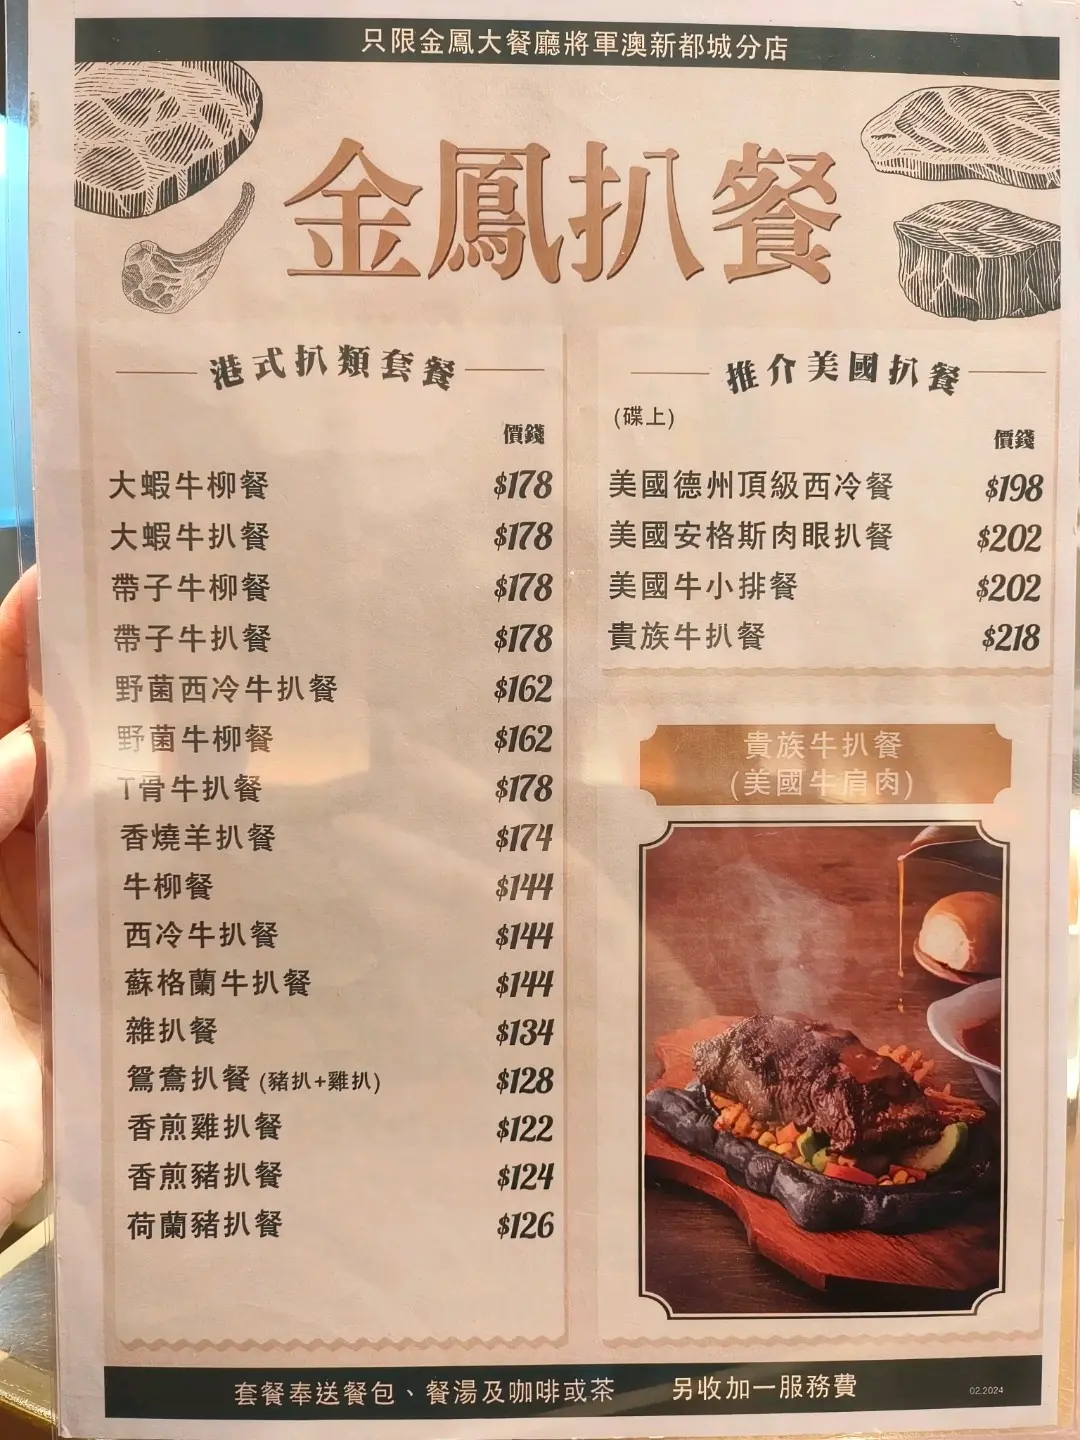 只限金鳳大餐廳將軍澳新都城分店
金鳳扒餐
港式扒類套餐
價錢
大蝦牛柳餐 $178
大蝦牛扒餐 $178
帶子牛柳餐 $178
帶子牛扒餐 $178
野菌西冷牛扒餐 $162
野菌牛柳餐 $162
T骨牛扒餐 $178
香燒羊扒餐 $174
牛柳餐 $144
西冷牛扒餐 $144
蘇格蘭牛扒餐 $144
雜扒餐 $134
鴛鴦扒餐 (豬扒+雞扒) $128
香煎雞扒餐 $122
香煎豬扒餐 $124
荷蘭豬扒餐 $126
推介美國扒餐
(碟上)
價錢
美國德州頂級西冷餐 $198
美國安格斯肉眼扒餐 $202
美國牛小排餐 $202
貴族牛扒餐 $218
貴族牛扒餐
(美國牛肩肉)
套餐奉送餐包、餐湯及咖啡或茶 另收加一服務費 02.2024